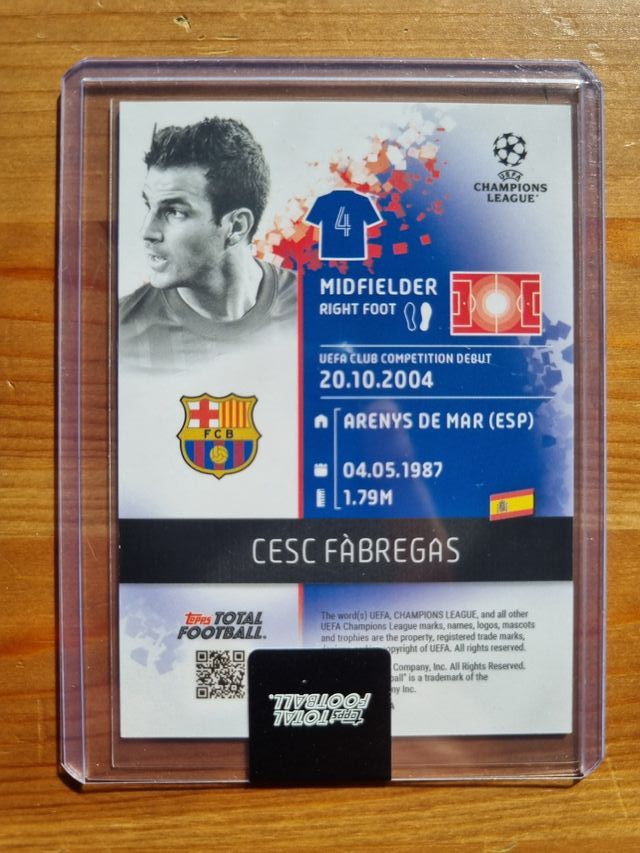 4
UEFA
CHAMPIONS
LEAGUE®
MIDFIELDER
RIGHT FOOT
UEFA CLUB COMPETITION DEBUT
20.10.2004
ARENYS DE MAR (ESP)
FCB
04.05.1987
1.79M
CESC FÀBREGAS
Topps TOTAL
FOOTBALL.
The word(s) UEFA, CHAMPIONS LEAGUE, and all other
UEFA Champions League marks, names, logos, mascots
and trophies are the property, registered trade marks,
copyright of UEFA. All rights reserved.
Company, Inc. All Rights Reserved.
ball" is a trademark of the
ny Inc.
Topps TOTAL
FOOTBALL.